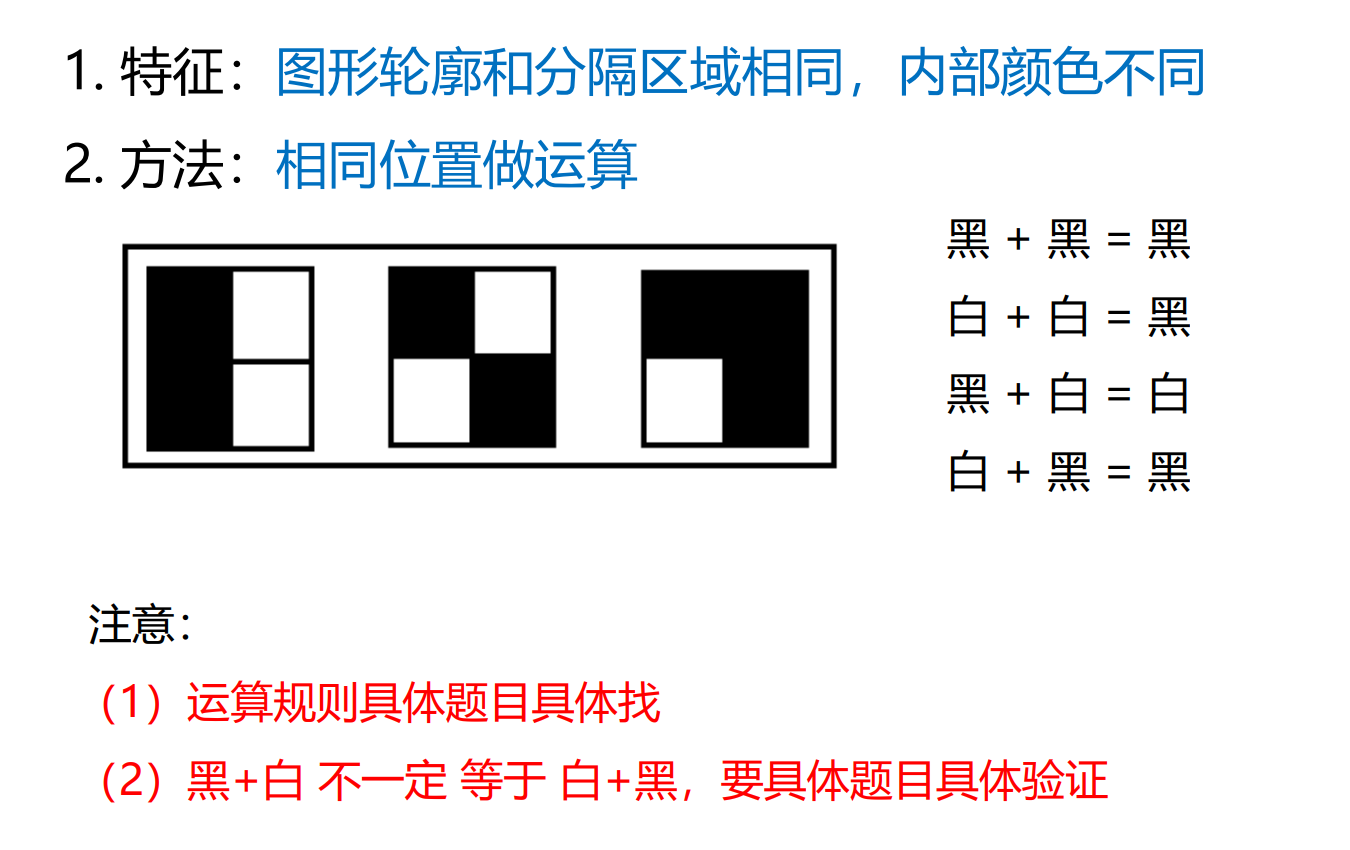 1. 特征：图形轮廓和分隔区域相同，内部颜色不同
2. 方法：相同位置做运算
黑 + 黑 = 黑
白 + 白 = 黑
黑 + 白 = 白
白 + 黑 = 黑
注意：
（1）运算规则具体题目具体找
（2）黑+白 不一定 等于 白+黑，要具体题目具体验证